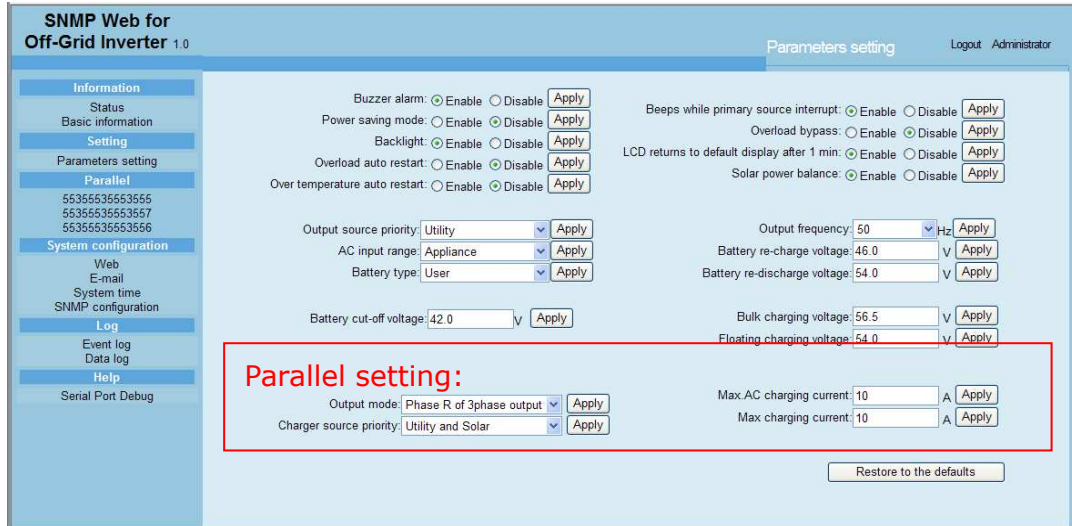 SNMP Web for
Off-Grid Inverter 1.0
Parameters setting
Logout Administrator
Information
Status
Basic information
Setting
Parameters setting
Parallel
55355535553555
55355535553557
55355535553556
System configuration
Web
E-mail
System time
SNMP configuration
Log
Event log
Data log
Help
Serial Port Debug
Buzzer alarm: Enable Disable Apply
Power saving mode: Enable Disable Apply
Backlight: Enable Disable Apply
Overload auto restart: Enable Disable Apply
Over temperature auto restart: Enable Disable Apply
Beeps while primary source interrupt: Enable Disable Apply
Overload bypass: Enable Disable Apply
LCD returns to default display after 1 min: Enable Disable Apply
Solar power balance: Enable Disable Apply
Output source priority: Utility Apply
AC input range: Appliance Apply
Battery type: User Apply
Output frequency: 50 Hz Apply
Battery re-charge voltage: 46.0 V Apply
Battery re-discharge voltage: 54.0 V Apply
Battery cut-off voltage: 42.0 V Apply
Bulk charging voltage: 56.5 V Apply
Floating charging voltage: 54.0 V Apply
Parallel setting:
Output mode: Phase R of 3phase output Apply
Charger source priority: Utility and Solar Apply
Max.AC charging current: 10 A Apply
Max charging current: 10 A Apply
Restore to the defaults